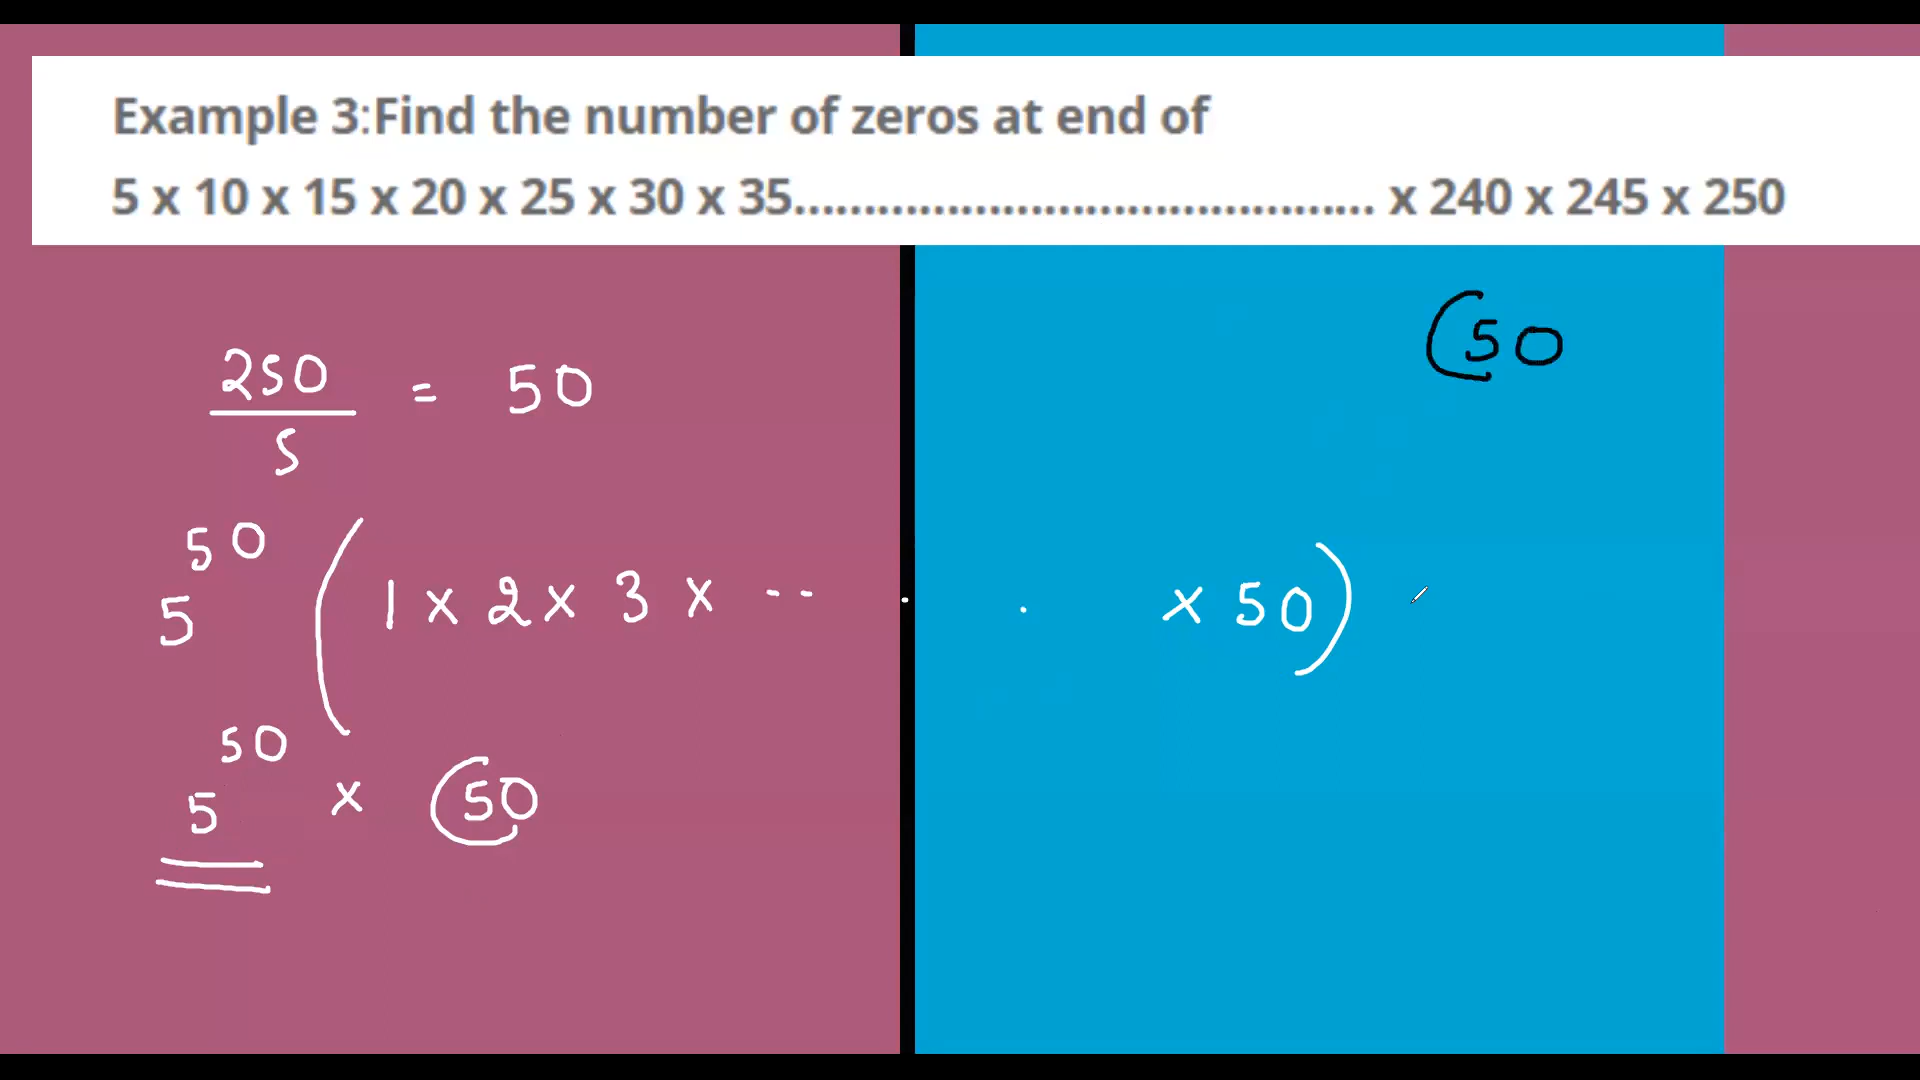 Example 3:Find the number of zeros at end of
5 x 10 x 15 x 20 x 25 x 30 x 35.......................................... x 240 x 245 x 250
(50
250
— = 50
5
5^50 (1 x 2 x 3 x -- . . x 50)
5^50 x (50